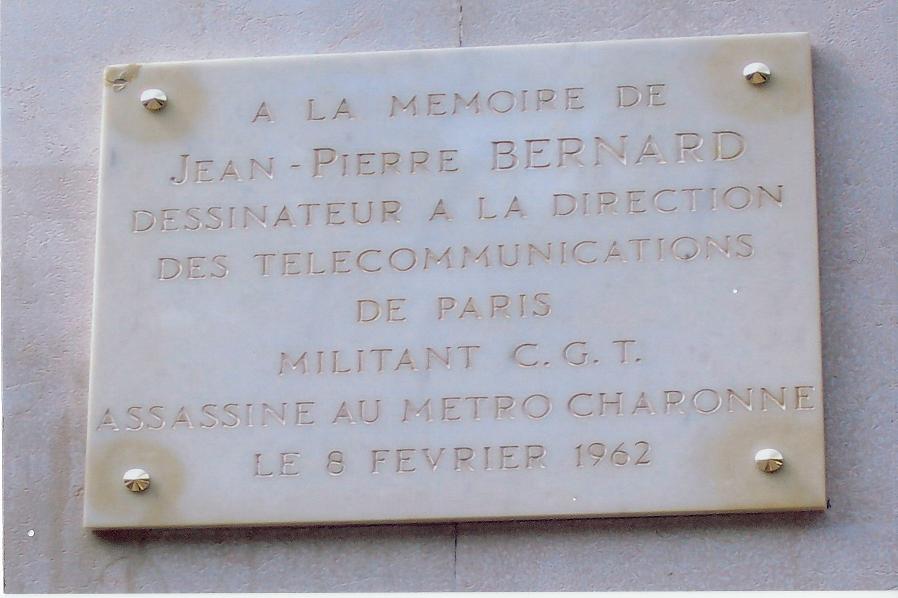 A LA MEMOIRE DE
JEAN-PIERRE BERNARD
DESSINATEUR A LA DIRECTION
DES TELECOMMUNICATIONS
DE PARIS
MILITANT C.G.T.
ASSASSINE AU METRO CHARONNE
LE 8 FEVRIER 1962